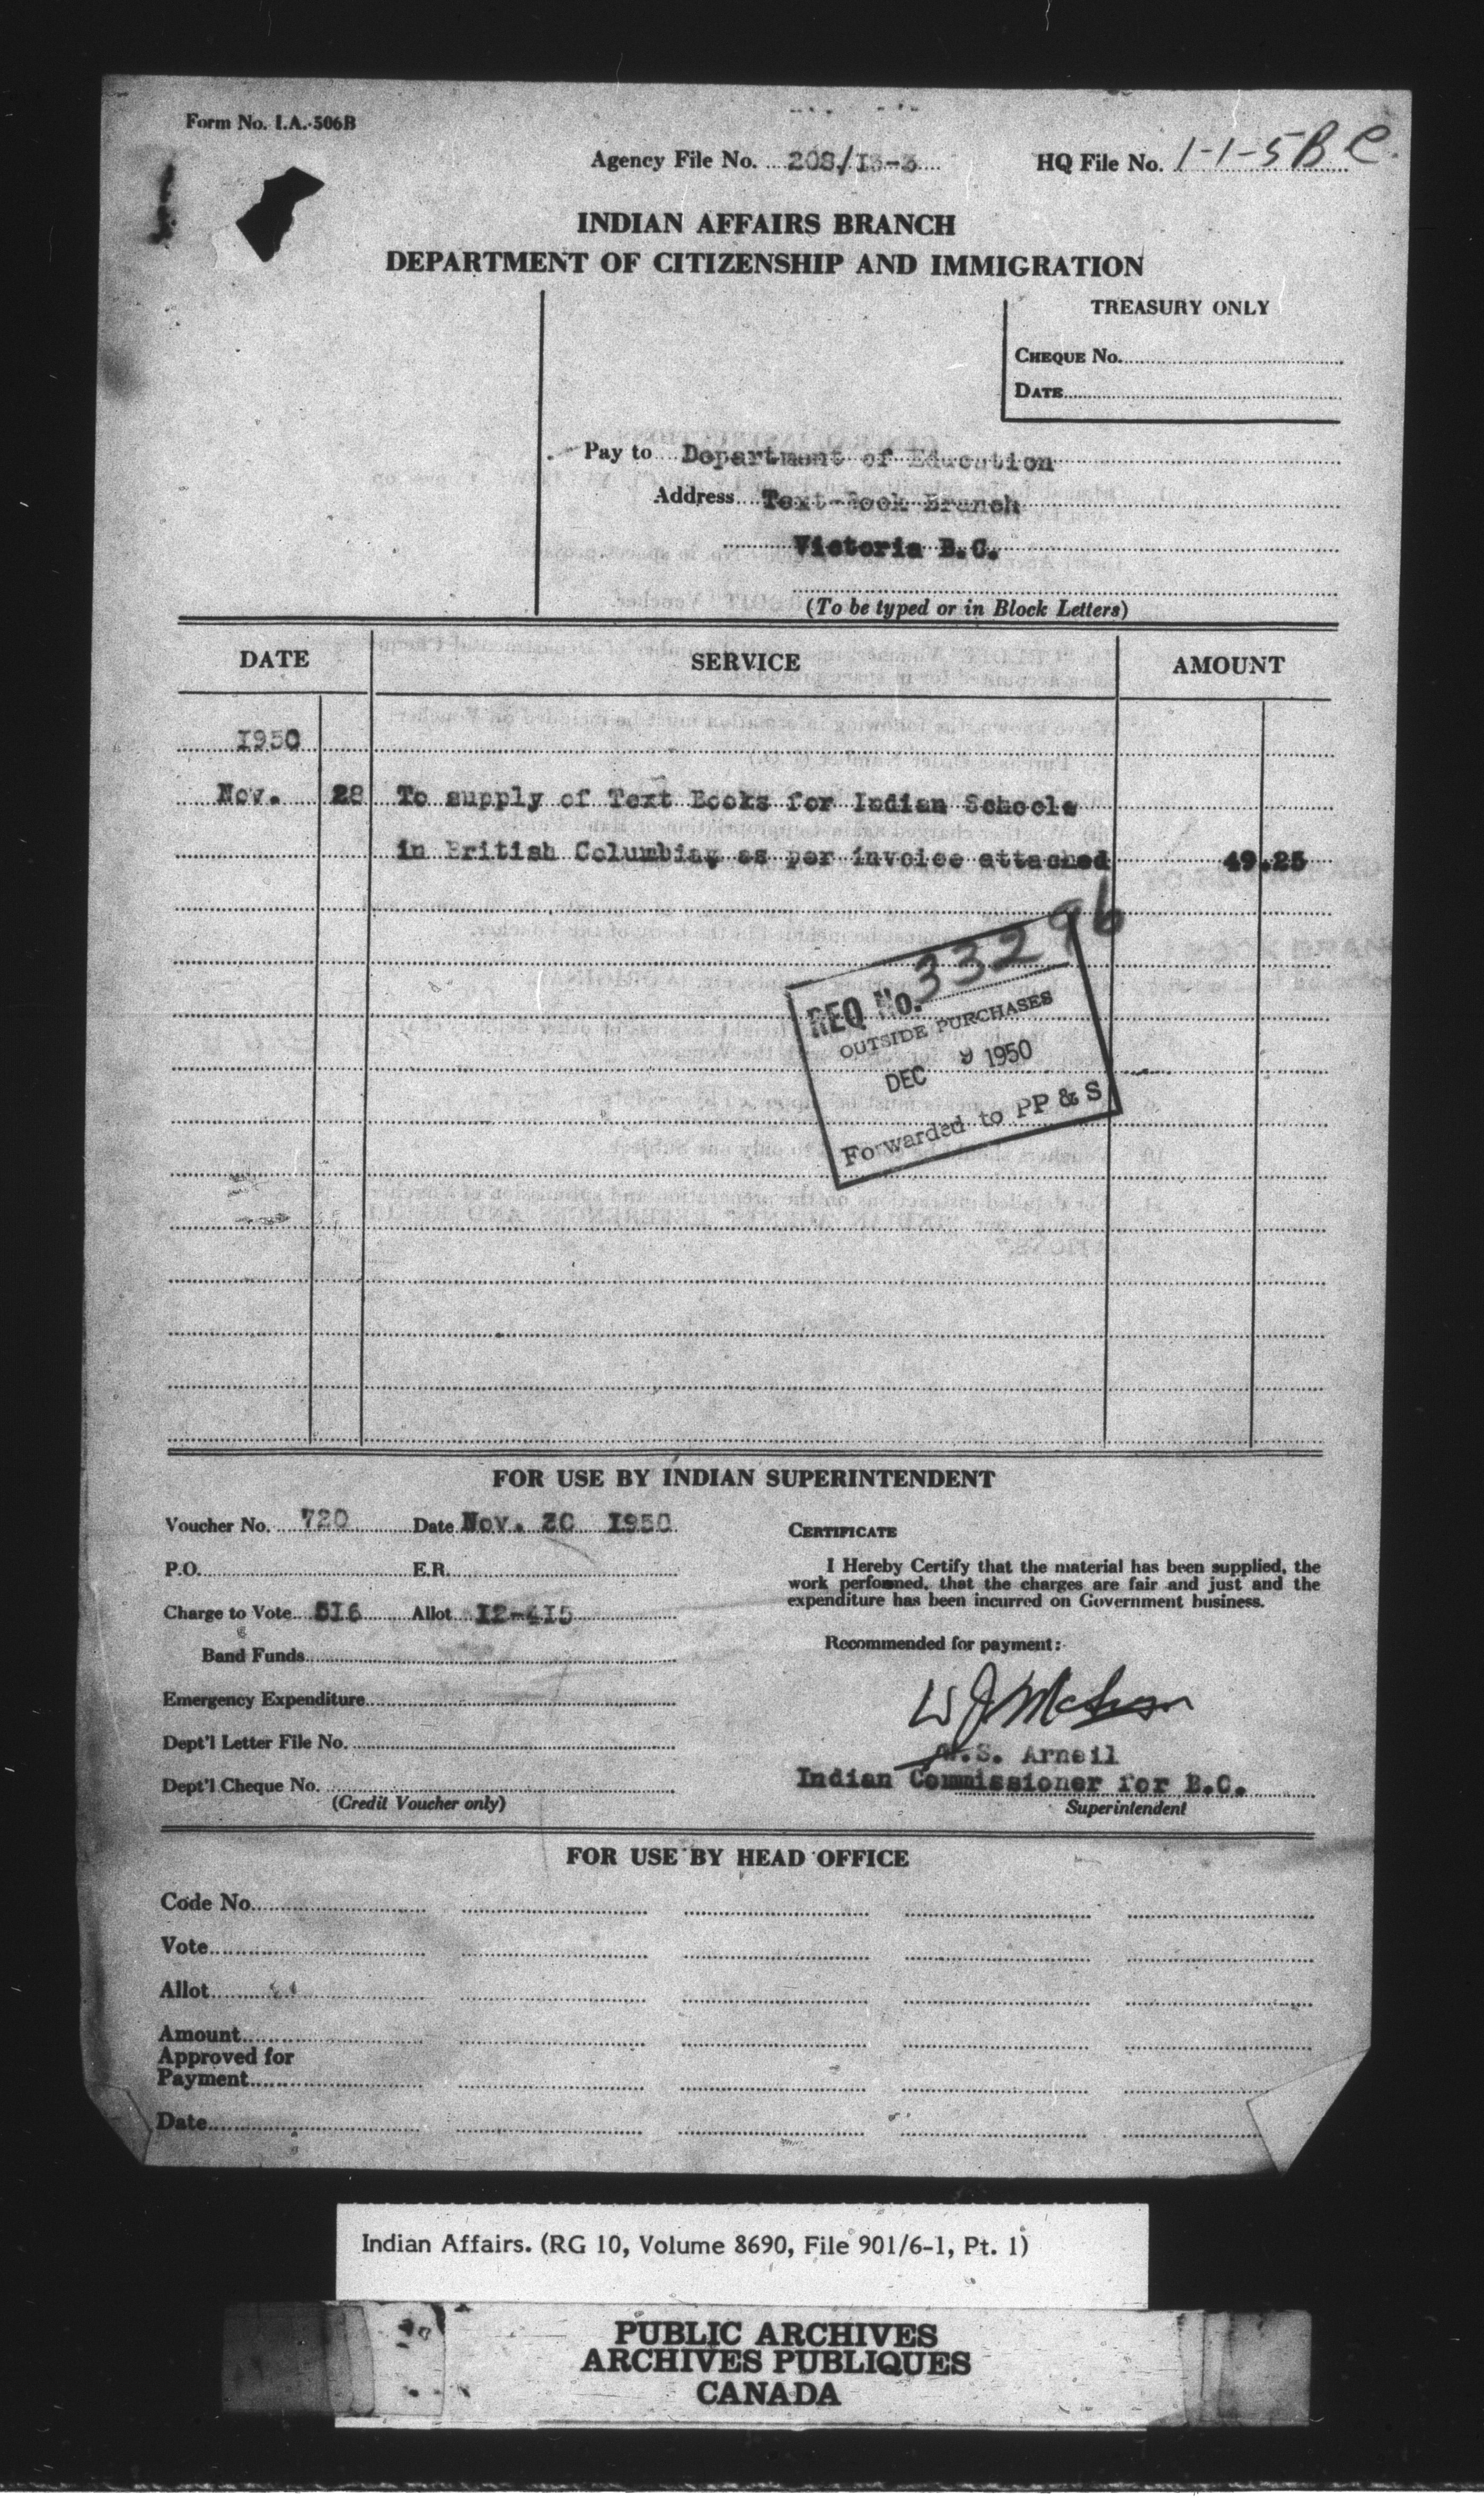 Form No. I.A.-506B
Agency File No. 208/I3-3
HQ File No. 1-1-5 B C.
INDIAN AFFAIRS BRANCH
DEPARTMENT OF CITIZENSHIP AND IMMIGRATION
TREASURY ONLY
CHEQUE No.
DATE
Pay to Department of Education
Address Text-Book Branch
Victoria B.C.
(To be typed or in Block Letters)
DATE SERVICE AMOUNT
I950
Nov. 28 To supply of Text Books for Indian Schools
in British Columbia, as per invoice attached 49.25
REQ No. 33296
OUTSIDE PURCHASES
DEC 9 1950
Forwarded to PP & S
FOR USE BY INDIAN SUPERINTENDENT
Voucher No. 720 Date Nov. 30 I950
P.O. E.R.
Charge to Vote 5I6 Allot I2-4I5
Band Funds
Emergency Expenditure
Dept'l Letter File No.
Dept'l Cheque No.
(Credit Voucher only)
CERTIFICATE
I Hereby Certify that the material has been supplied, the
work performed, that the charges are fair and just and the
expenditure has been incurred on Government business.
Recommended for payment:
W.S. Arneil
Indian Commissioner for B.C.
Superintendent
FOR USE BY HEAD OFFICE
Code No.
Vote
Allot
Amount
Approved for
Payment
Date
Indian Affairs. (RG 10, Volume 8690, File 901/6-1, Pt. 1)
PUBLIC ARCHIVES
ARCHIVES PUBLIQUES
CANADA